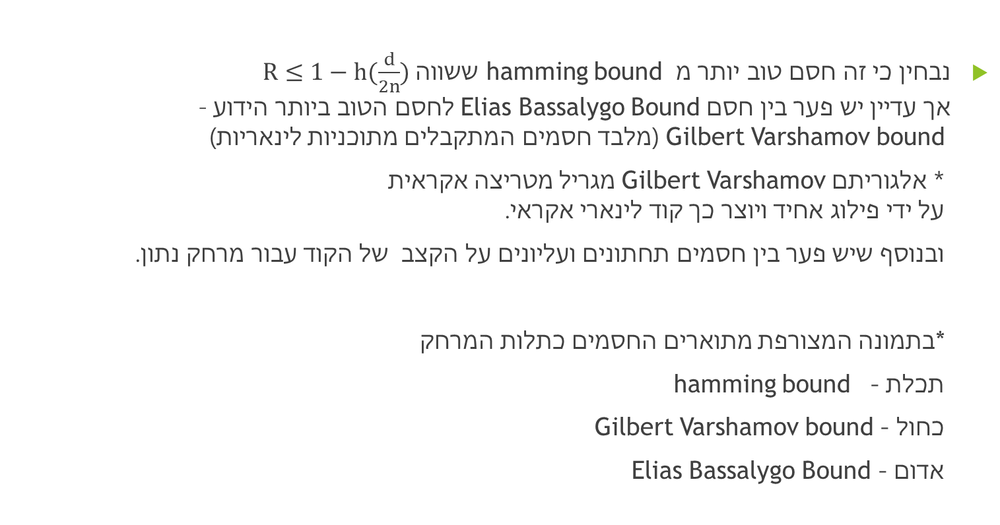 נבחין כי זה חסם טוב יותר מ hamming bound ששווה R ≤ 1 − h(d/2n)
אך עדיין יש פער בין חסם Elias Bassalygo Bound לחסם הטוב ביותר הידוע -
Gilbert Varshamov bound (מלבד חסמים המתקבלים מתוכניות לינאריות)
* אלגוריתם Gilbert Varshamov מגריל מטריצה אקראית
על ידי פילוג אחיד ויוצר כך קוד לינארי אקראי.
ובנוסף שיש פער בין חסמים תחתונים ועליונים על הקצב של הקוד עבור מרחק נתון.
*בתמונה המצורפת מתוארים החסמים כתלות המרחק
תכלת - hamming bound
כחול - Gilbert Varshamov bound
אדום - Elias Bassalygo Bound